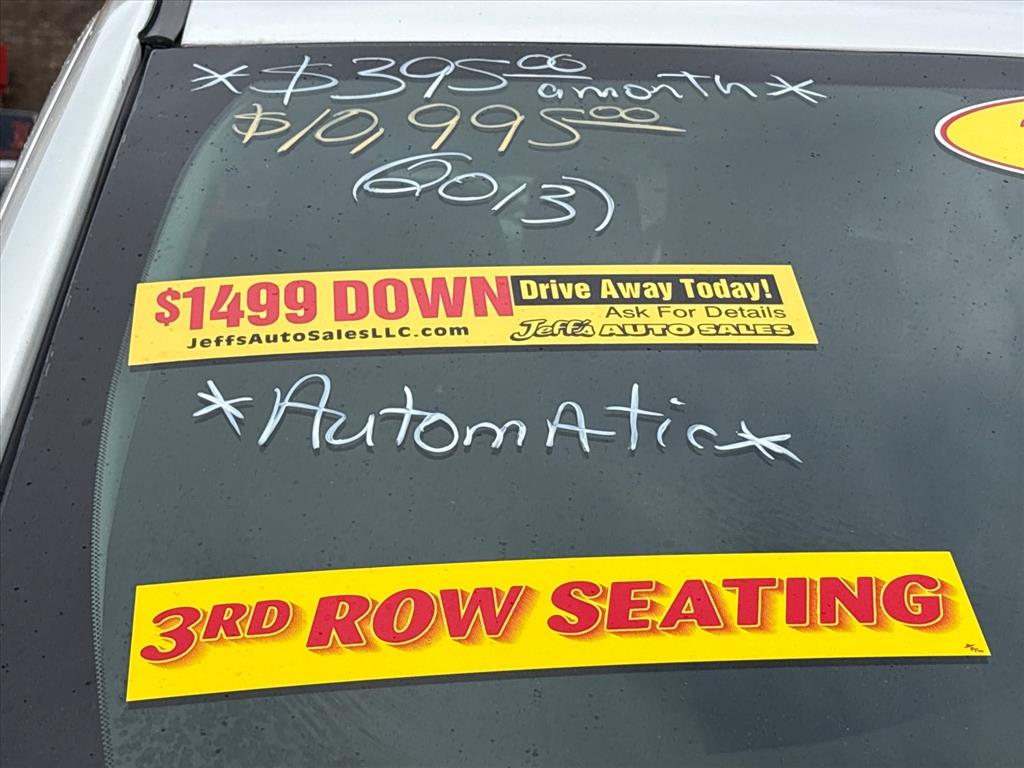 *$395.00 a month*
$10,995.00
(2013)
$1499 DOWN
JeffsAutoSalesLLC.com
Drive Away Today!
Ask For Details
Jeff's AUTO SALES
*Automatic*
3RD ROW SEATING